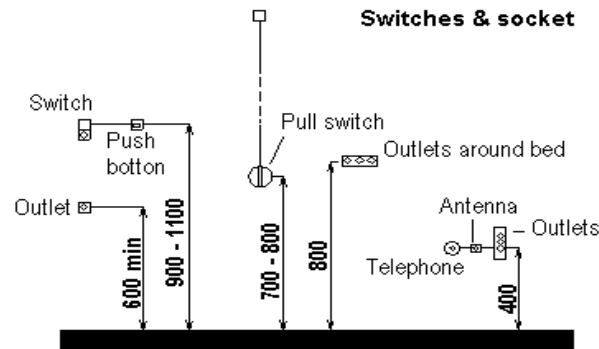 Switches & socket
Switch
Push
botton
Pull switch
Outlets around bed
Outlet
Antenna
Outlets
Telephone
600 min
900 - 1100
700 - 800
800
400